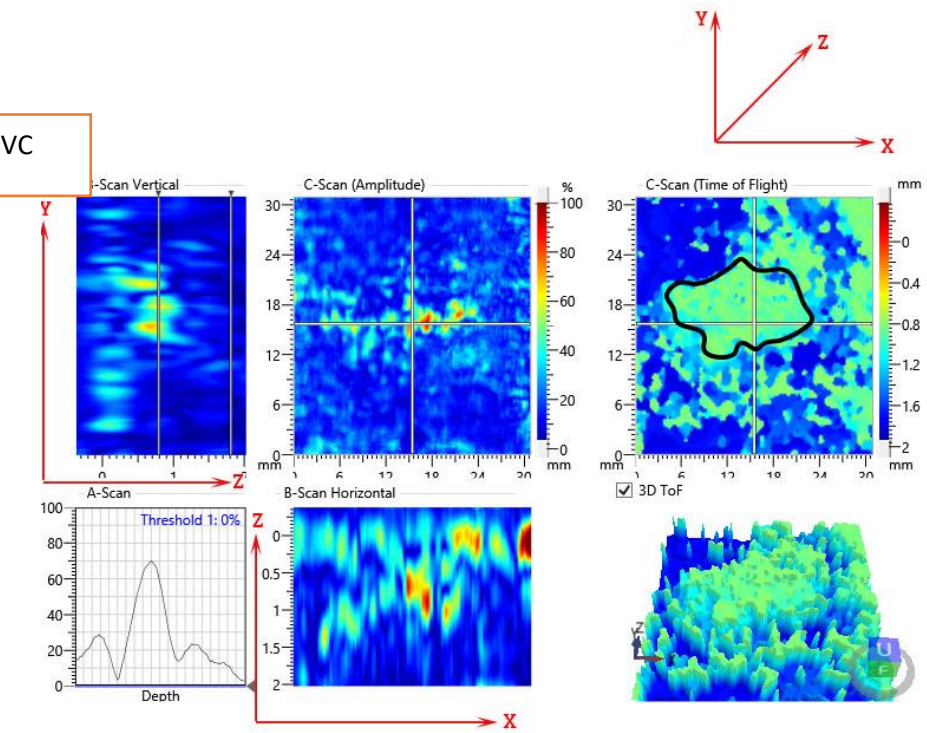 Y
Z
X
VC
B-Scan Vertical
Y
Z
0
1
C-Scan (Amplitude)
%
30
24
18
12
6
0
mm
6
12
18
24
30
mm
100
80
60
40
20
0
C-Scan (Time of Flight)
mm
30
24
18
12
6
0
mm
6
12
18
24
30
mm
0
0.4
0.8
1.2
1.6
2
A-Scan
Threshold 1: 0%
100
80
60
40
20
0
Depth
B-Scan Horizontal
Z
0
0.5
1
1.5
2
X
3D ToF
Z
U